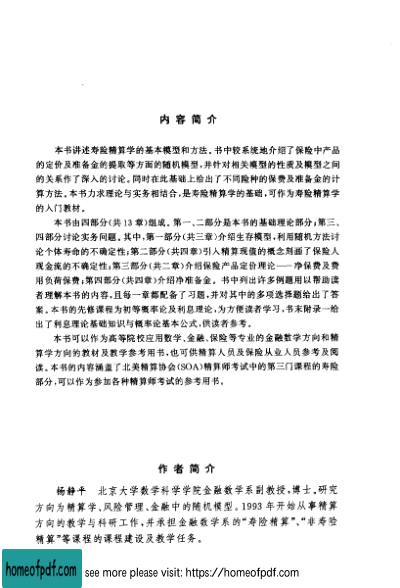 内容简介
本书讲述寿险精算学的基本模型和方法。书中较系统地介绍了保险中产品
的定价及准备金的提取等方面的随机模型,并针对相关模型的性质及模型之间
的关系作了深入的讨论。同时在此基础上给出了不同险种的保费及准备金的计
算方法。本书力求理论与实务相结合,是寿险精算学的基础,可作为寿险精算学
的入门教材。
本书由四部分(共13章)组成。第一、二部分是本书的基础理论部分;第三、
四部分讨论实务问题。其中,第一部分(共三章)介绍生存模型,利用随机方法讨
论个体寿命的不确定性;第二部分(共四章)引入精算现值的概念刻画了保险人
现金流的不确定性;第三部分(共二章)介绍保险产品定价理论——净保费及费
用负荷保费;第四部分(共四章)介绍净准备金。书中列出许多例题用以帮助读
者理解本书的内容,且每一章都配备了习题,并对其中的多项选择题给出了答
案。本书的先修课程为初等概率论及利息理论,为方便读者学习,书末附录一给
出了利息理论基础知识与概率论基本公式,供读者参考。
本书可以作为高等院校应用数学、金融、保险等专业的金融数学方向和精
算学方向的教材及教学参考用书,也可供精算人员及保险从业人员参考及阅
读。本书的内容涵盖了北美精算协会(SOA)精算师考试中的第三门课程的寿险
部分,可以作为参加各种精算师考试的参考用书。
作者简介
杨静平 北京大学数学科学学院金融数学系副教授,博士。研究
方向为精算学、风险管理、金融中的随机模型。1993年开始从事精算
方向的教学与科研工作,并承担金融数学系的“寿险精算”、“非寿险
精算”等课程的课程建设及教学任务。
homeofpdf.com see more please visit: https://homeofpdf.com